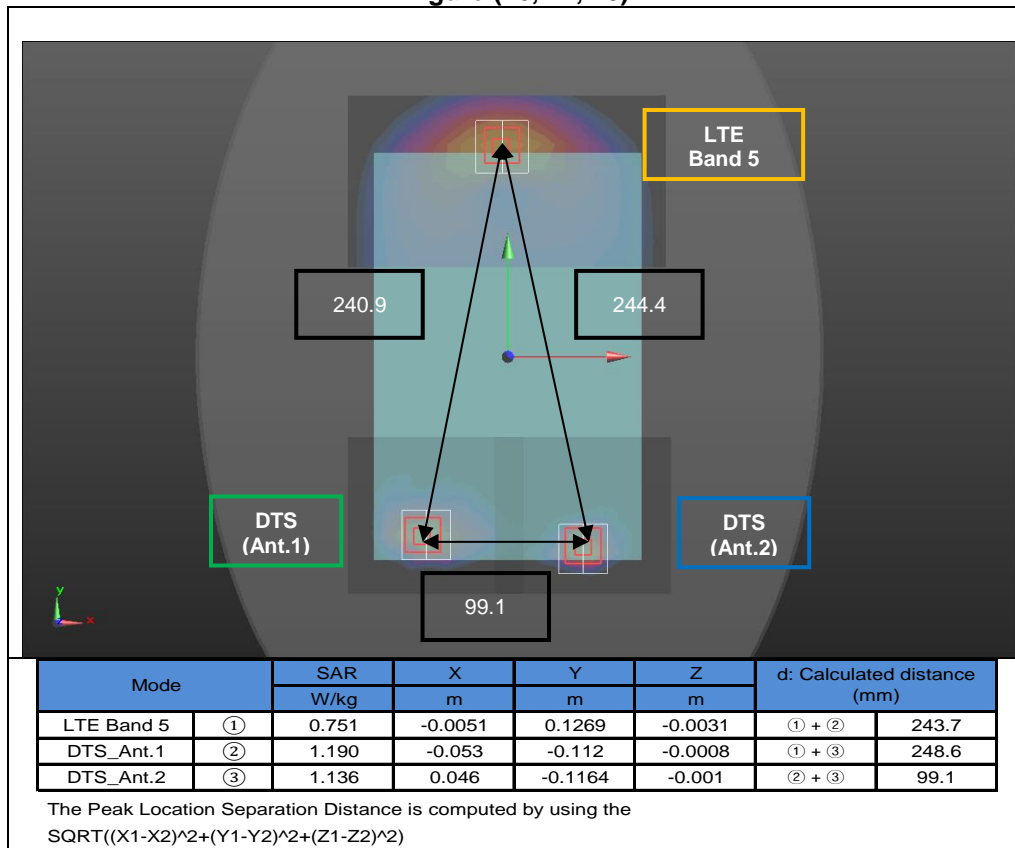 LTE
Band 5
240.9
244.4
DTS
(Ant.1)
DTS
(Ant.2)
99.1
y
x
Mode SAR X Y Z d: Calculated distance (mm)
W/kg m m m
LTE Band 5 ① 0.751 -0.0051 0.1269 -0.0031 ① + ② 243.7
DTS_Ant.1 ② 1.190 -0.053 -0.112 -0.0008 ① + ③ 248.6
DTS_Ant.2 ③ 1.136 0.046 -0.1164 -0.001 ② + ③ 99.1
The Peak Location Separation Distance is computed by using the
SQRT((X1-X2)^2+(Y1-Y2)^2+(Z1-Z2)^2)